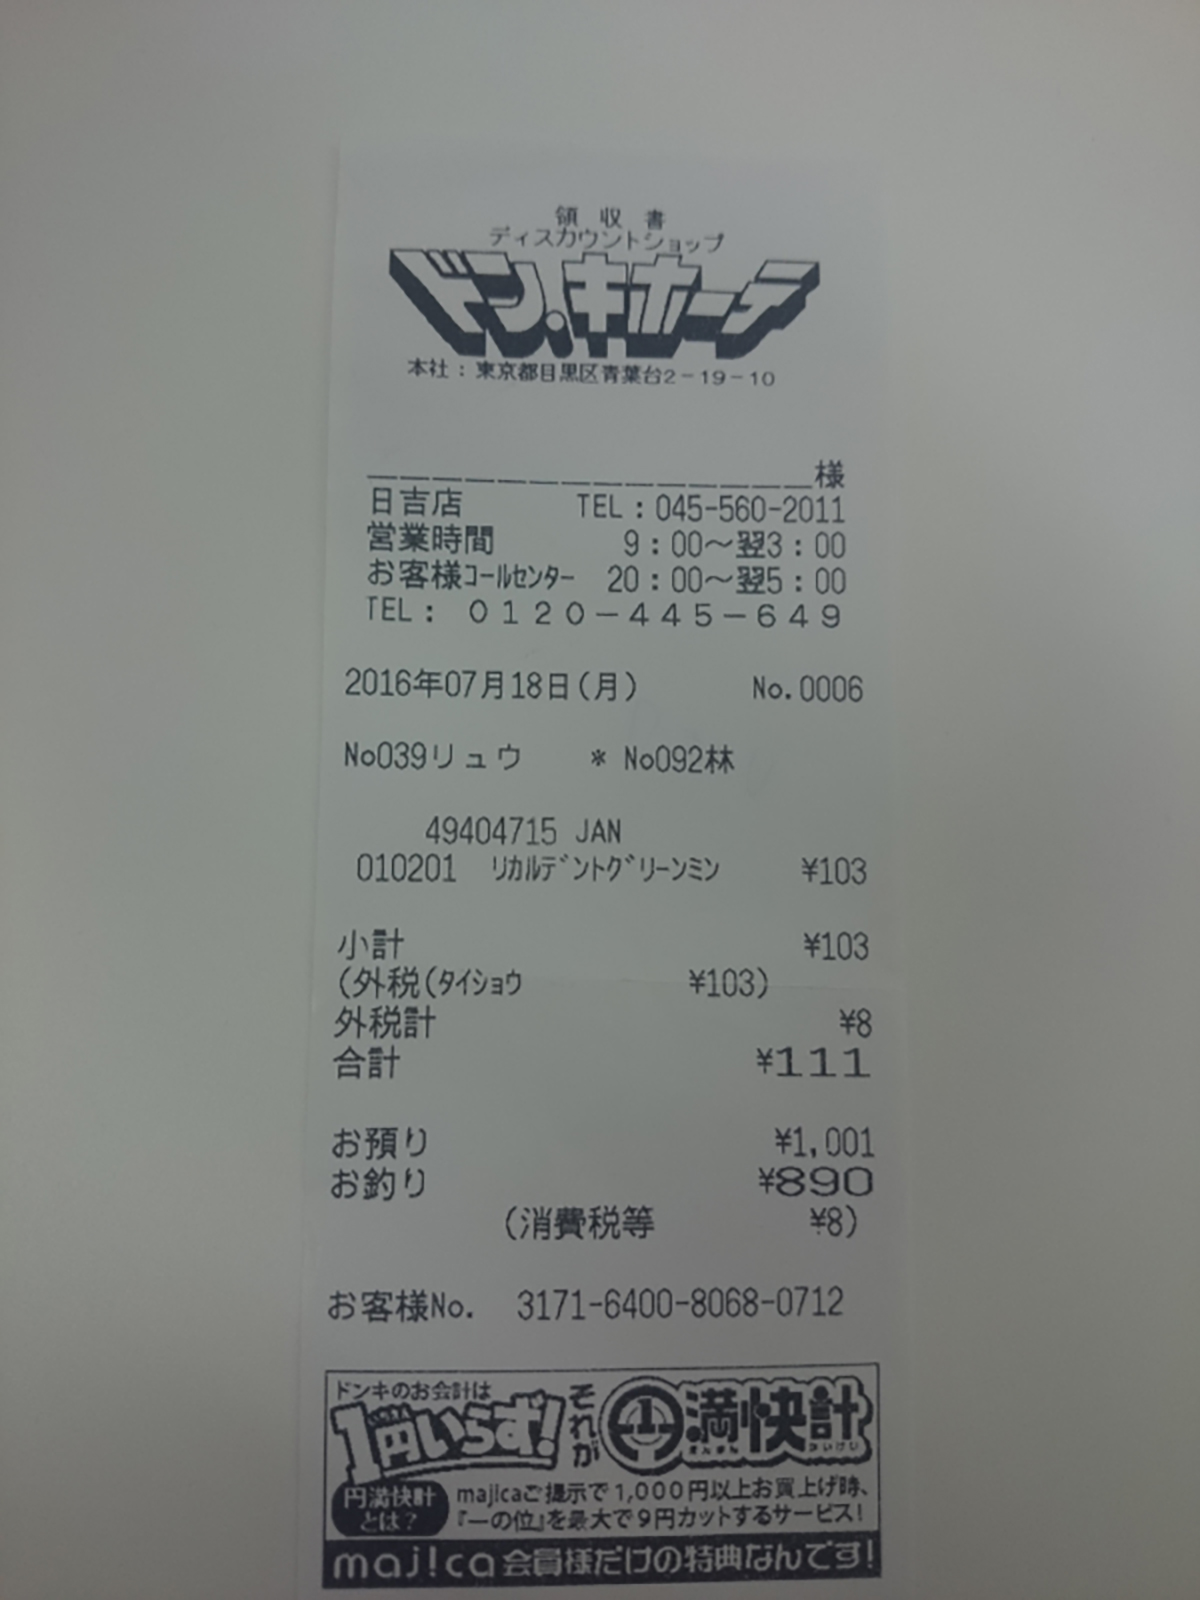 領収書
ディスカウントショップ
ドン.キホーテ
本社：東京都目黒区青葉台2－19－10
_________________様
日吉店 TEL：045-560-2011
営業時間 9：00～翌3：00
お客様ｺｰﾙｾﾝﾀｰ 20：00～翌5：00
TEL： ０１２０－４４５－６４９
2016年07月18日(月) No.0006
No039リュウ * No092林
49404715 JAN
010201 ﾘｶﾙﾃﾞﾝﾄｸﾞﾘｰﾝﾐﾝ ¥103
小計 ¥103
(外税(ﾀｲｼｮｳ ¥103)
外税計 ¥8
合計 ¥111
お預り ¥1,001
お釣り ¥890
(消費税等 ¥8)
お客様No. 3171-6400-8068-0712
ドンキのお会計は
1円いらず! それが 円満快計
えんまんかいけい
円満快計とは? majicaご提示で1,000円以上お買上げ時、
『一の位』を最大で9円カットするサービス!
maj!ca会員様だけの特典なんです!